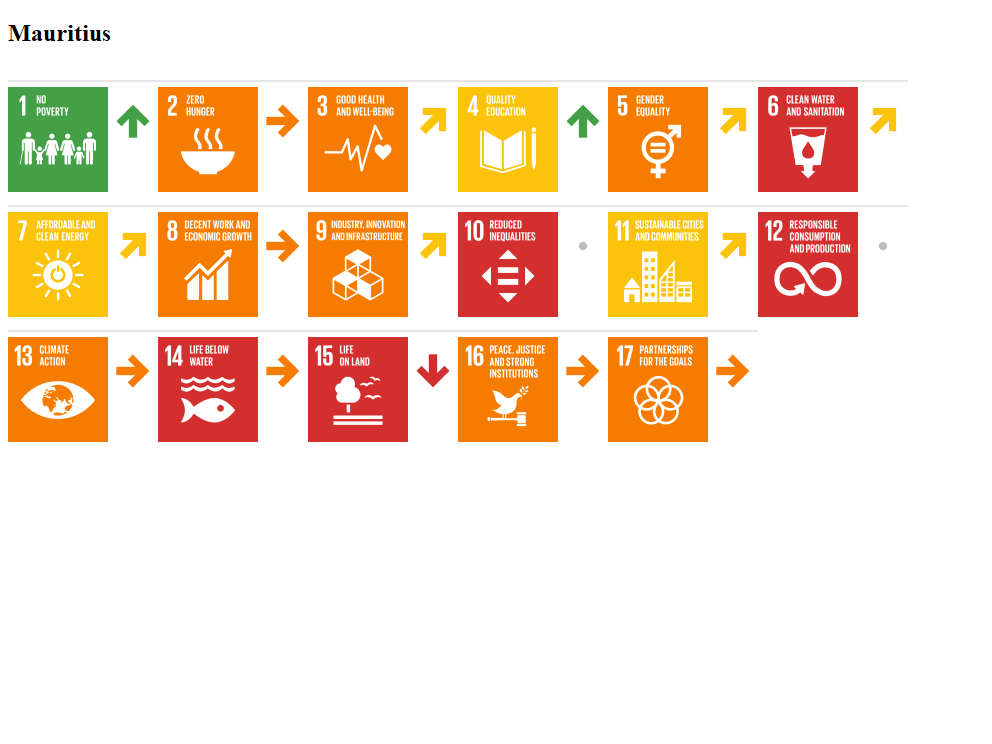 Mauritius
1 NO
POVERTY
2 ZERO
HUNGER
3 GOOD HEALTH
AND WELL-BEING
4 QUALITY
EDUCATION
5 GENDER
EQUALITY
6 CLEAN WATER
AND SANITATION
7 AFFORDABLE AND
CLEAN ENERGY
8 DECENT WORK AND
ECONOMIC GROWTH
9 INDUSTRY, INNOVATION
AND INFRASTRUCTURE
10 REDUCED
INEQUALITIES
11 SUSTAINABLE CITIES
AND COMMUNITIES
12 RESPONSIBLE
CONSUMPTION
AND PRODUCTION
13 CLIMATE
ACTION
14 LIFE BELOW
WATER
15 LIFE
ON LAND
16 PEACE, JUSTICE
AND STRONG
INSTITUTIONS
17 PARTNERSHIPS
FOR THE GOALS